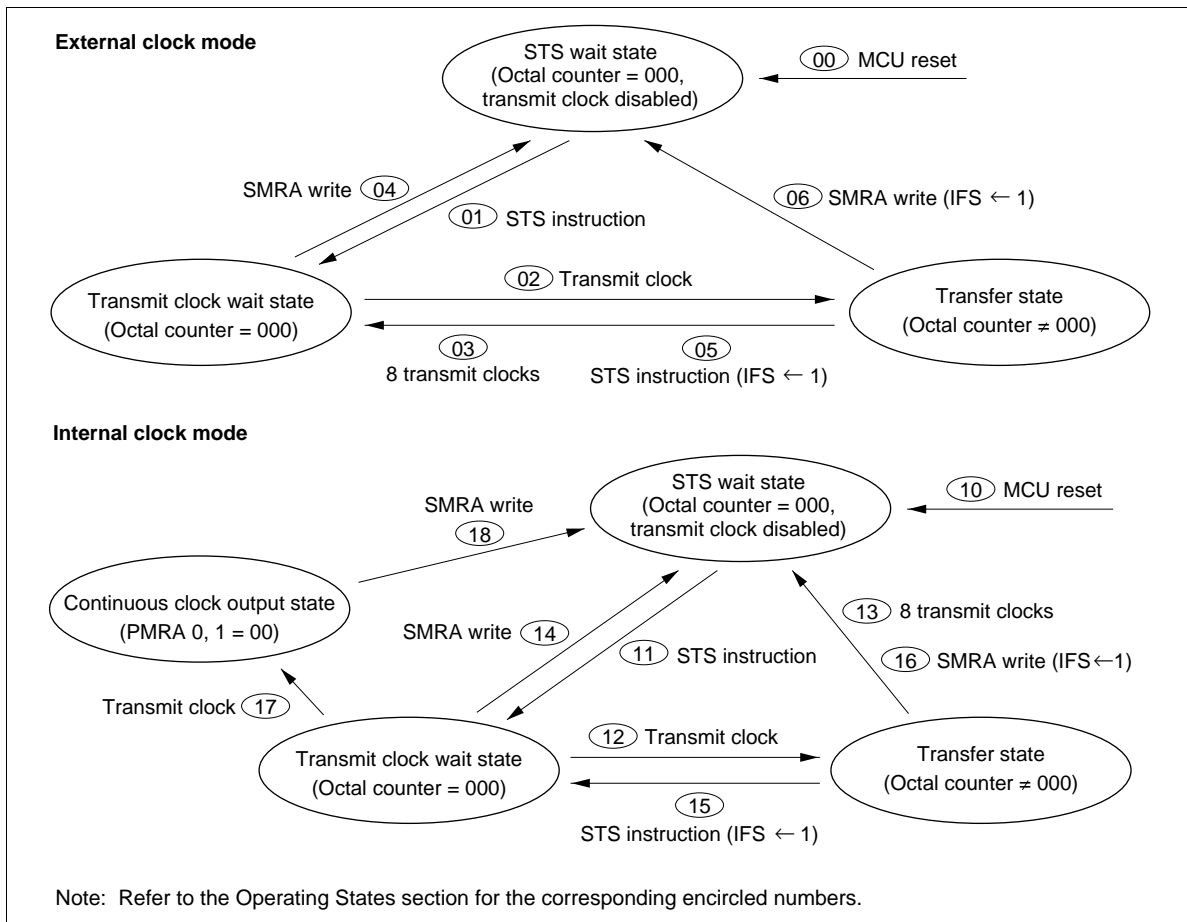 External clock mode
STS wait state
(Octal counter = 000,
transmit clock disabled)
00 MCU reset
SMRA write 04
01 STS instruction
06 SMRA write (IFS ← 1)
02 Transmit clock
Transmit clock wait state
(Octal counter = 000)
Transfer state
(Octal counter ≠ 000)
03
8 transmit clocks
05
STS instruction (IFS ← 1)
Internal clock mode
STS wait state
(Octal counter = 000,
transmit clock disabled)
10 MCU reset
SMRA write
18
Continuous clock output state
(PMRA 0, 1 = 00)
SMRA write 14
11 STS instruction
13 8 transmit clocks
16 SMRA write (IFS←1)
Transmit clock 17
12 Transmit clock
Transmit clock wait state
(Octal counter = 000)
Transfer state
(Octal counter ≠ 000)
15
STS instruction (IFS ← 1)
Note: Refer to the Operating States section for the corresponding encircled numbers.